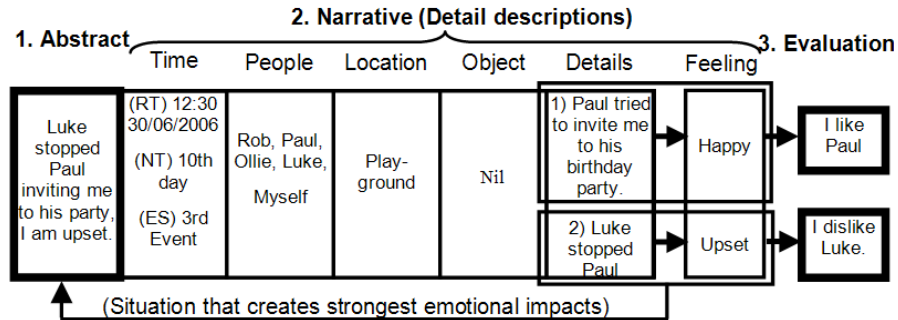 2. Narrative (Detail descriptions)
1. Abstract
3. Evaluation
Time
People
Location
Object
Details
Feeling
Luke
stopped
Paul
inviting me
to his party,
I am upset.
(RT) 12:30
30/06/2006
(NT) 10th
day
(ES) 3rd
Event
Rob, Paul,
Ollie, Luke,
Myself
Play-
ground
Nil
1) Paul tried
to invite me
to his
birthday
party.
Happy
I like
Paul
2) Luke
stopped
Paul
Upset
I dislike
Luke.
(Situation that creates strongest emotional impacts)